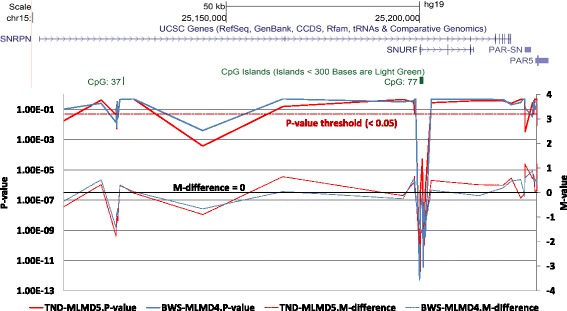 Scale 50 kb hg19
chr15: 25,150,000 25,200,000
UCSC Genes (RefSeq, GenBank, CCDS, Rfam, tRNAs & Comparative Genomics)
SNRPN
SNURF PAR-SN
PAR5
CpG Islands (Islands < 300 Bases are Light Green)
CpG: 37 CpG: 77
4
1.00E-01
3
P-value threshold (< 0.05)
1.00E-03
2
1.00E-05
1
M-difference = 0
0
1.00E-07
-1
1.00E-09
-2
1.00E-11
-3
1.00E-13
-4
P-value
M-value
TND-MLMD5.P-value BWS-MLMD4.P-value TND-MLMD5.M-difference BWS-MLMD4.M-difference